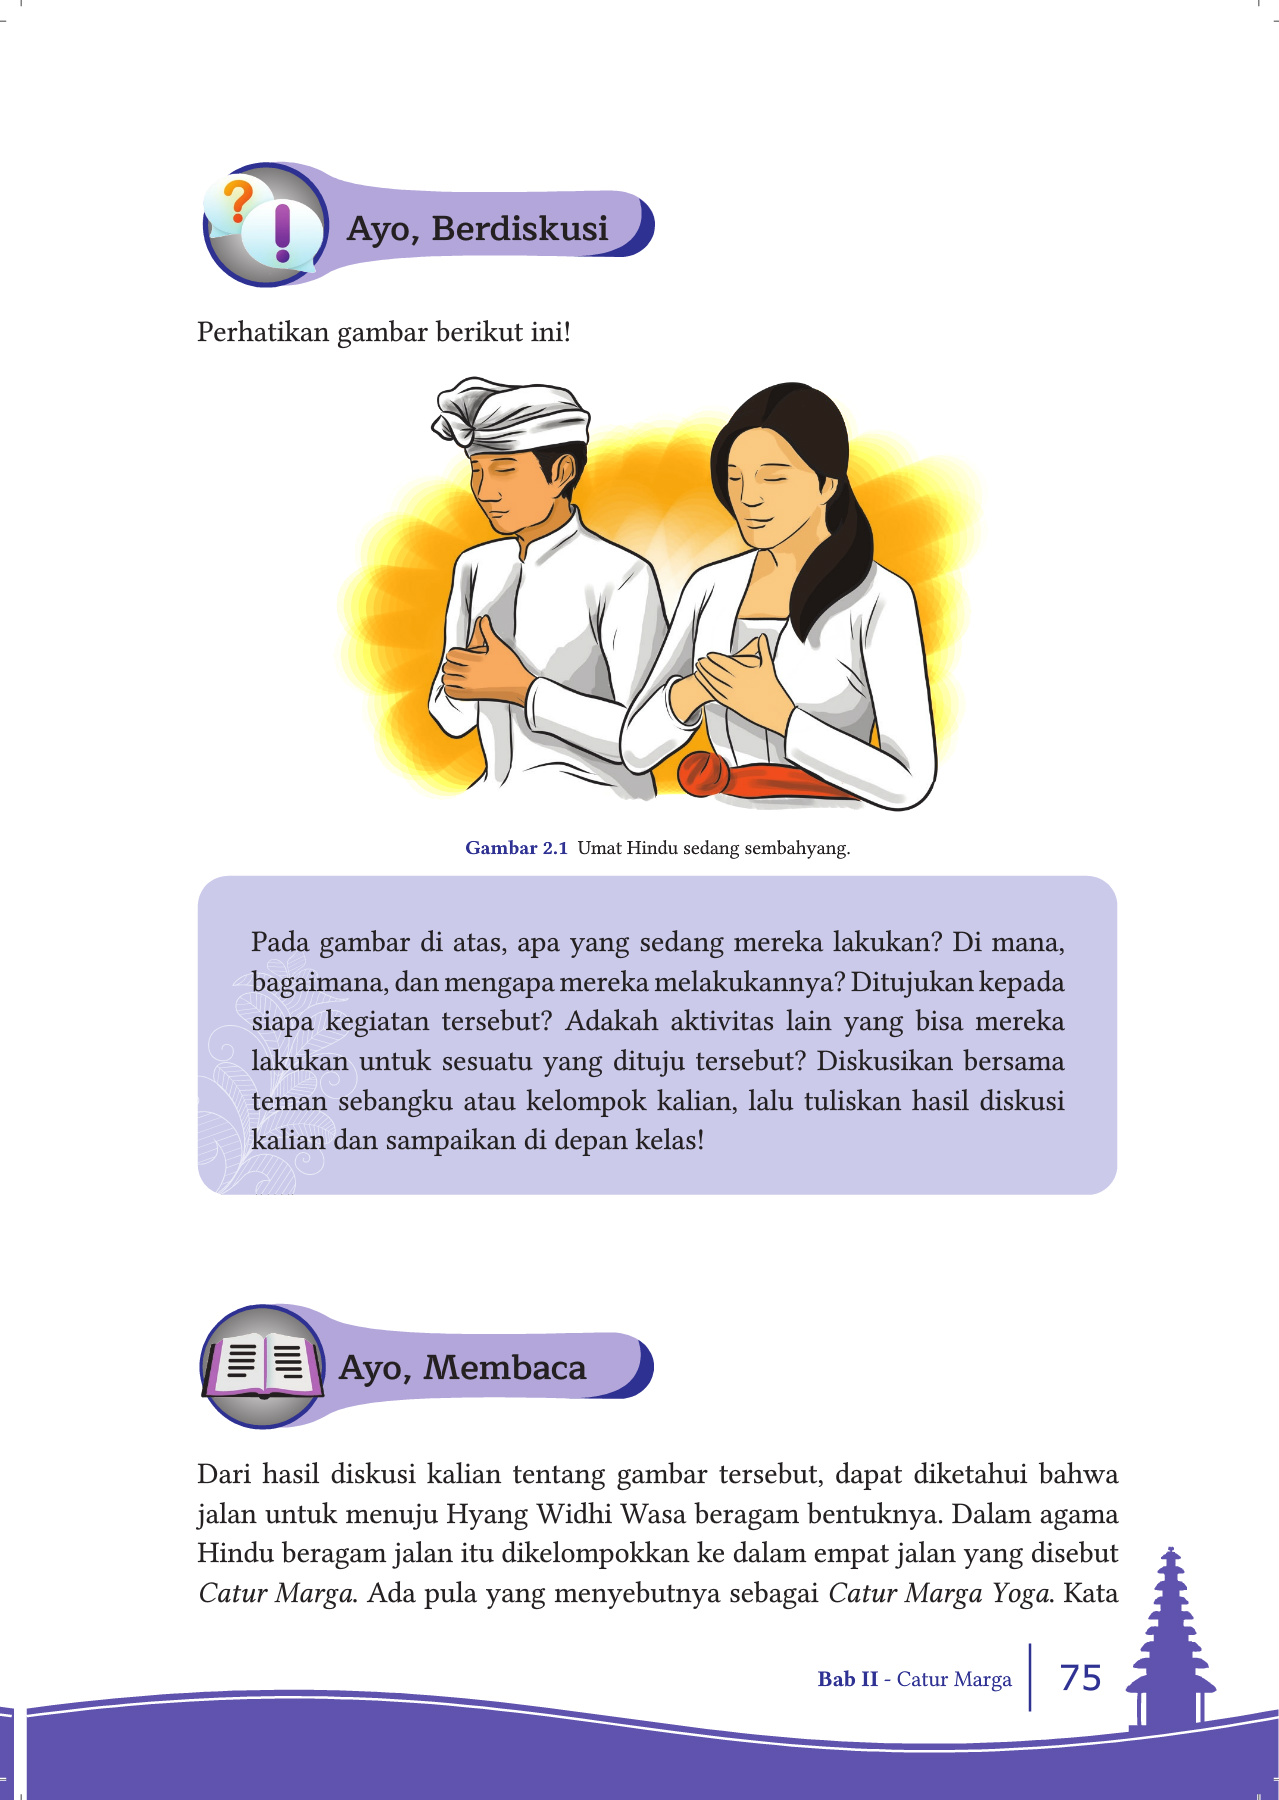 Ayo, Berdiskusi
Perhatikan gambar berikut ini!
Gambar 2.1 Umat Hindu sedang sembahyang.
Pada gambar di atas, apa yang sedang mereka lakukan? Di mana,
bagaimana, dan mengapa mereka melakukannya? Ditujukan kepada
siapa kegiatan tersebut? Adakah aktivitas lain yang bisa mereka
lakukan untuk sesuatu yang dituju tersebut? Diskusikan bersama
teman sebangku atau kelompok kalian, lalu tuliskan hasil diskusi
kalian dan sampaikan di depan kelas!
Ayo, Membaca
Dari hasil diskusi kalian tentang gambar tersebut, dapat diketahui bahwa
jalan untuk menuju Hyang Widhi Wasa beragam bentuknya. Dalam agama
Hindu beragam jalan itu dikelompokkan ke dalam empat jalan yang disebut
Catur Marga. Ada pula yang menyebutnya sebagai Catur Marga Yoga. Kata
Bab II - Catur Marga 75